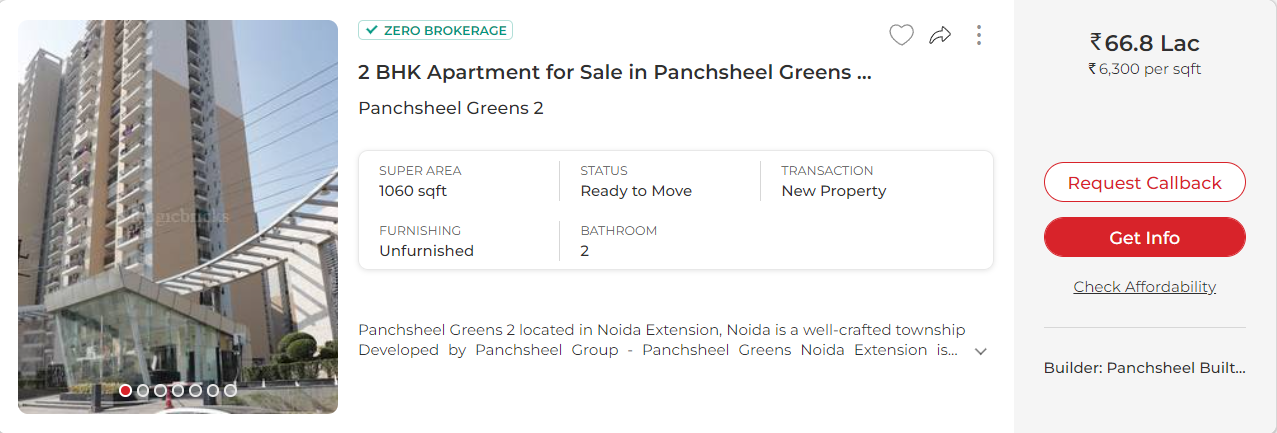 ZERO BROKERAGE
2 BHK Apartment for Sale in Panchsheel Greens ...
Panchsheel Greens 2
SUPER AREA
1060 sqft
STATUS
Ready to Move
TRANSACTION
New Property
FURNISHING
Unfurnished
BATHROOM
2
Panchsheel Greens 2 located in Noida Extension, Noida is a well-crafted township
Developed by Panchsheel Group - Panchsheel Greens Noida Extension is...
₹66.8 Lac
₹6,300 per sqft
Request Callback
Get Info
Check Affordability
Builder: Panchsheel Built...